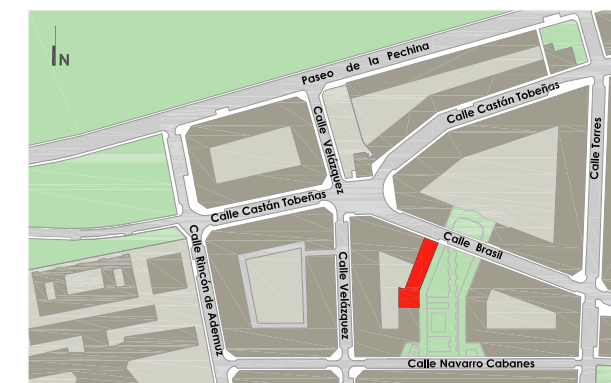 N
Paseo de la Pechina
Calle Castán Tobeñas
Calle Velázquez
Calle Torres
Calle Castán Tobeñas
Calle Brasil
Calle Rincón de Ademuz
Calle Velázquez
Calle Navarro Cabanes